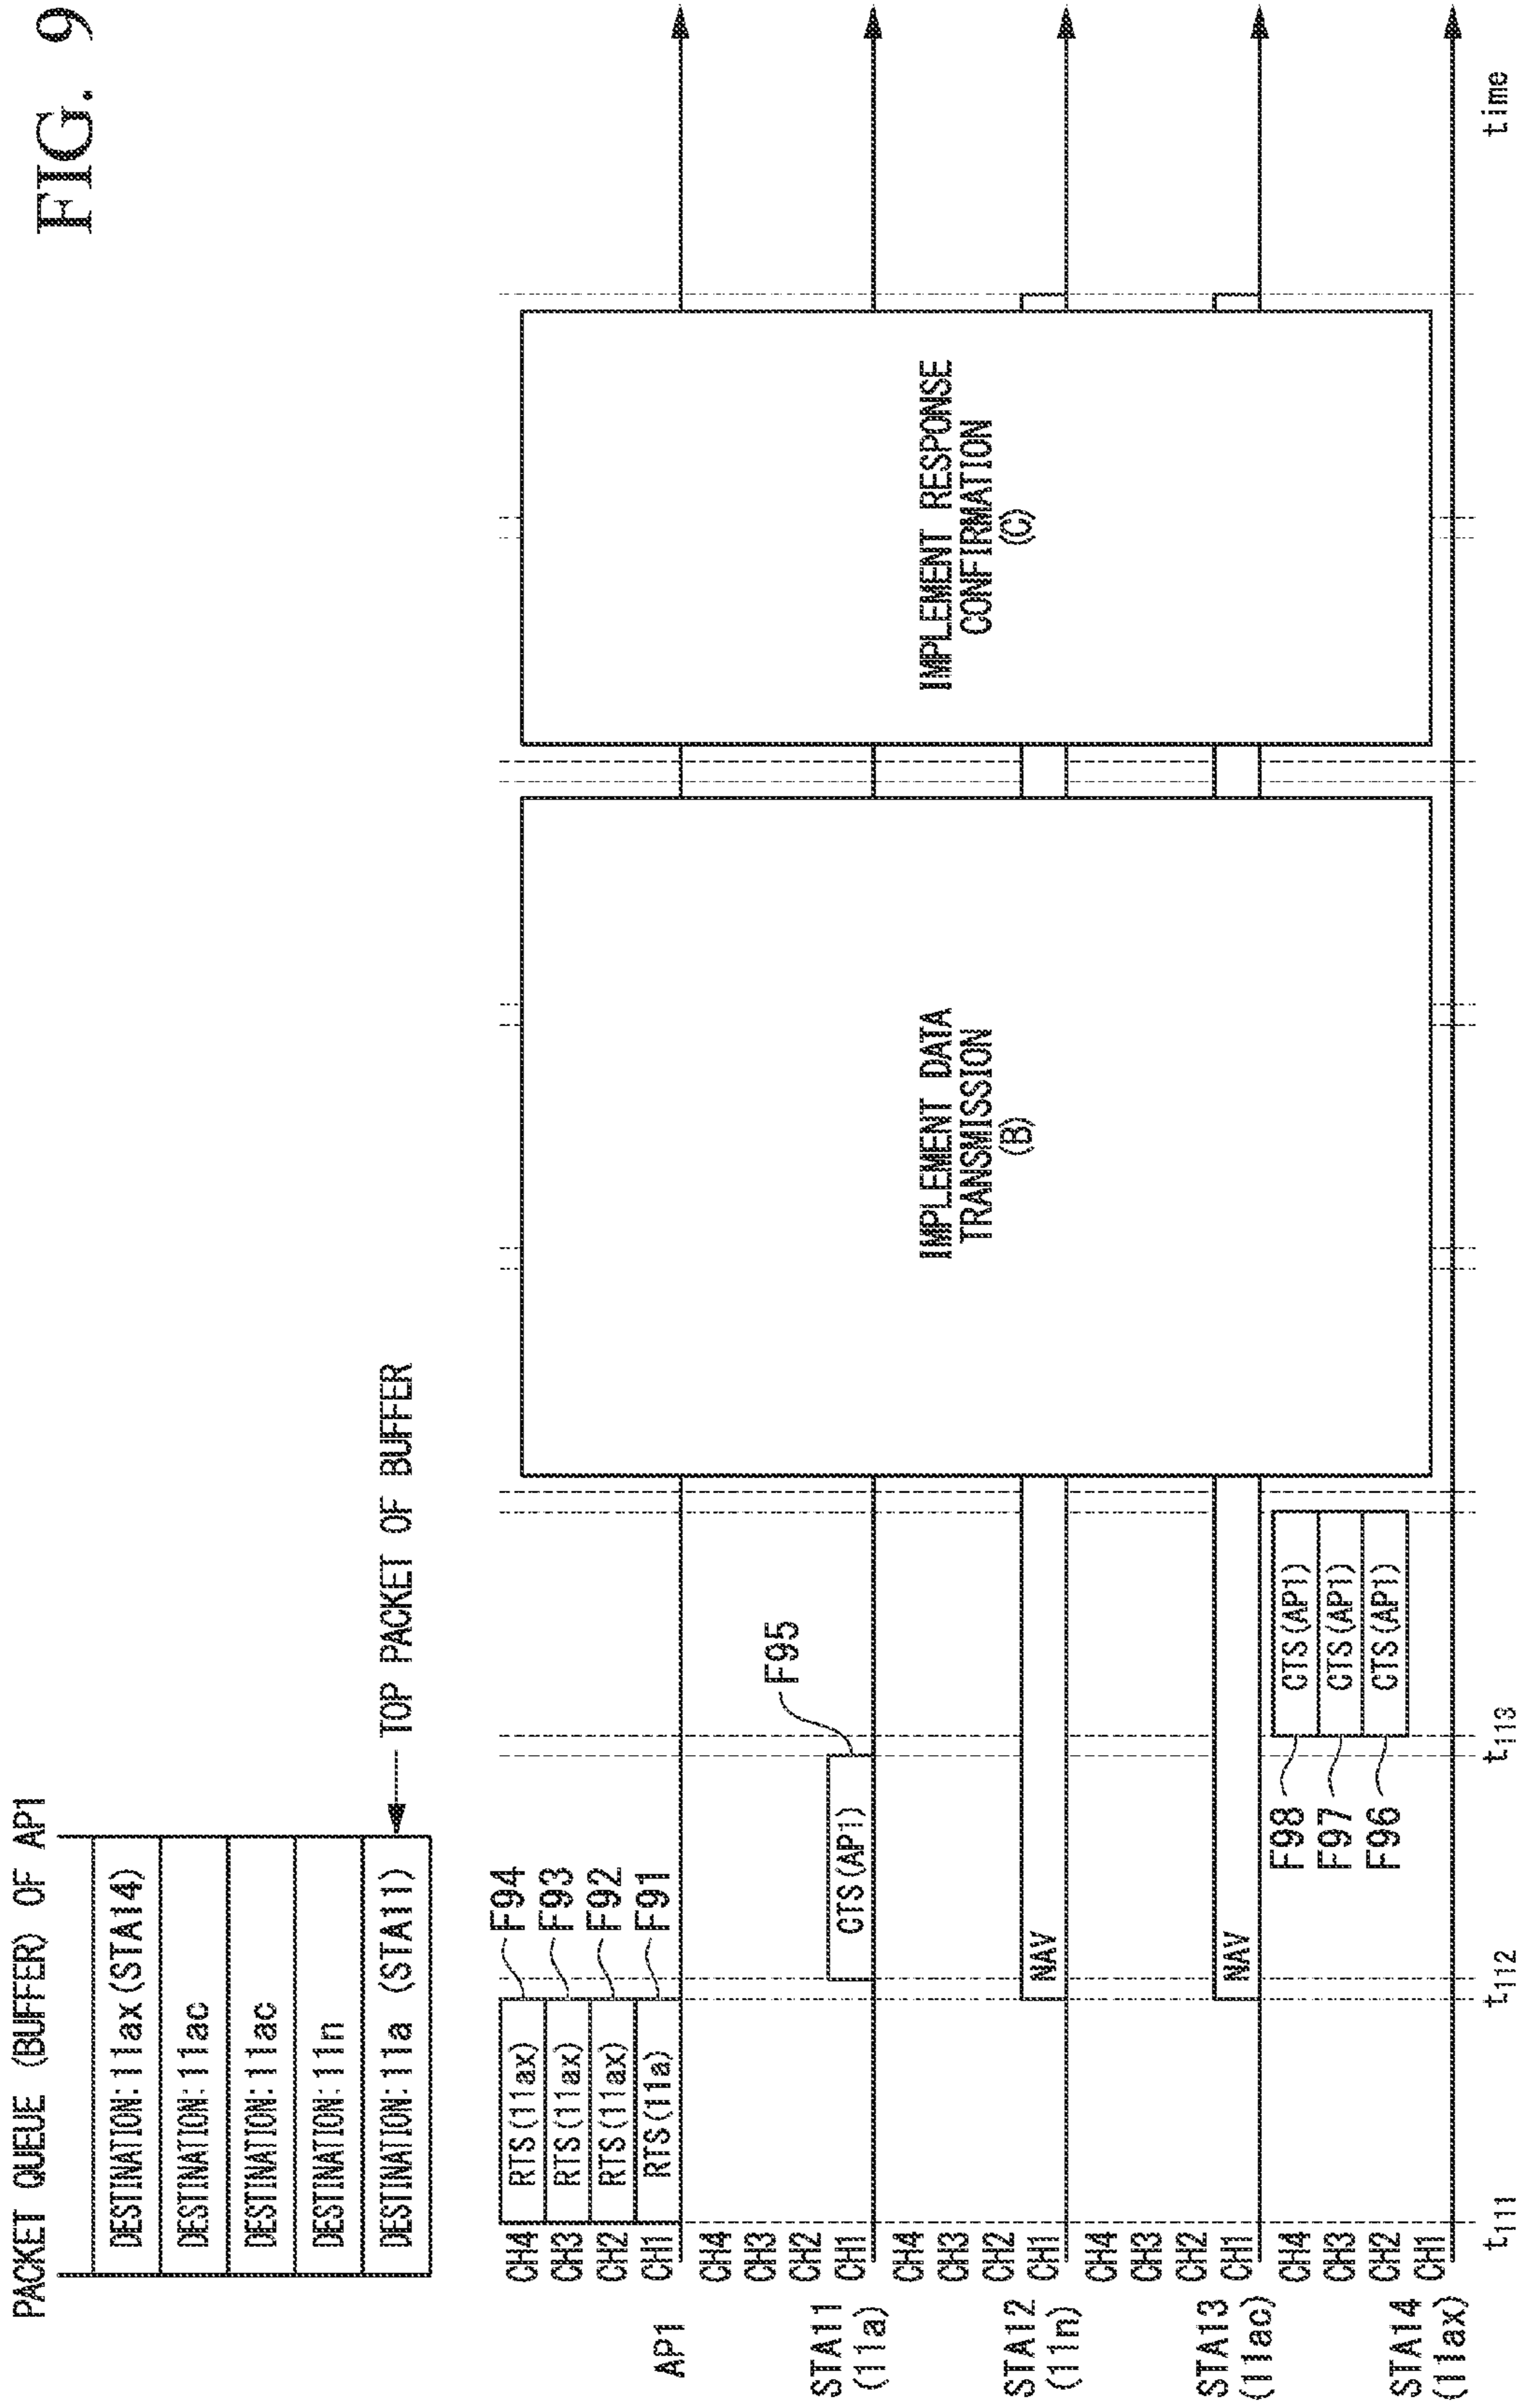 FIG. 9
PACKET QUEUE (BUFFER) OF AP1
DESTINATION:11ax(STA14)
DESTINATION:11ac
DESTINATION:11ac
DESTINATION:11n
DESTINATION:11a (STA11)
TOP PACKET OF BUFFER
AP1
CH4
CH3
CH2
CH1
RTS(11ax)
RTS(11ax)
RTS(11ax)
RTS(11a)
F94
F93
F92
F91
STA11
(11a)
CH4
CH3
CH2
CH1
CTS(AP1)
F95
STA12
(11n)
CH4
CH3
CH2
CH1
NAV
STA13
(11ac)
CH4
CH3
CH2
CH1
NAV
STA14
(11ax)
CH4
CH3
CH2
CH1
F98
F97
F96
CTS(AP1)
CTS(AP1)
CTS(AP1)
IMPLEMENT DATA
TRANSMISSION
(B)
IMPLEMENT RESPONSE
CONFIRMATION
(C)
t111
t112
t113
time